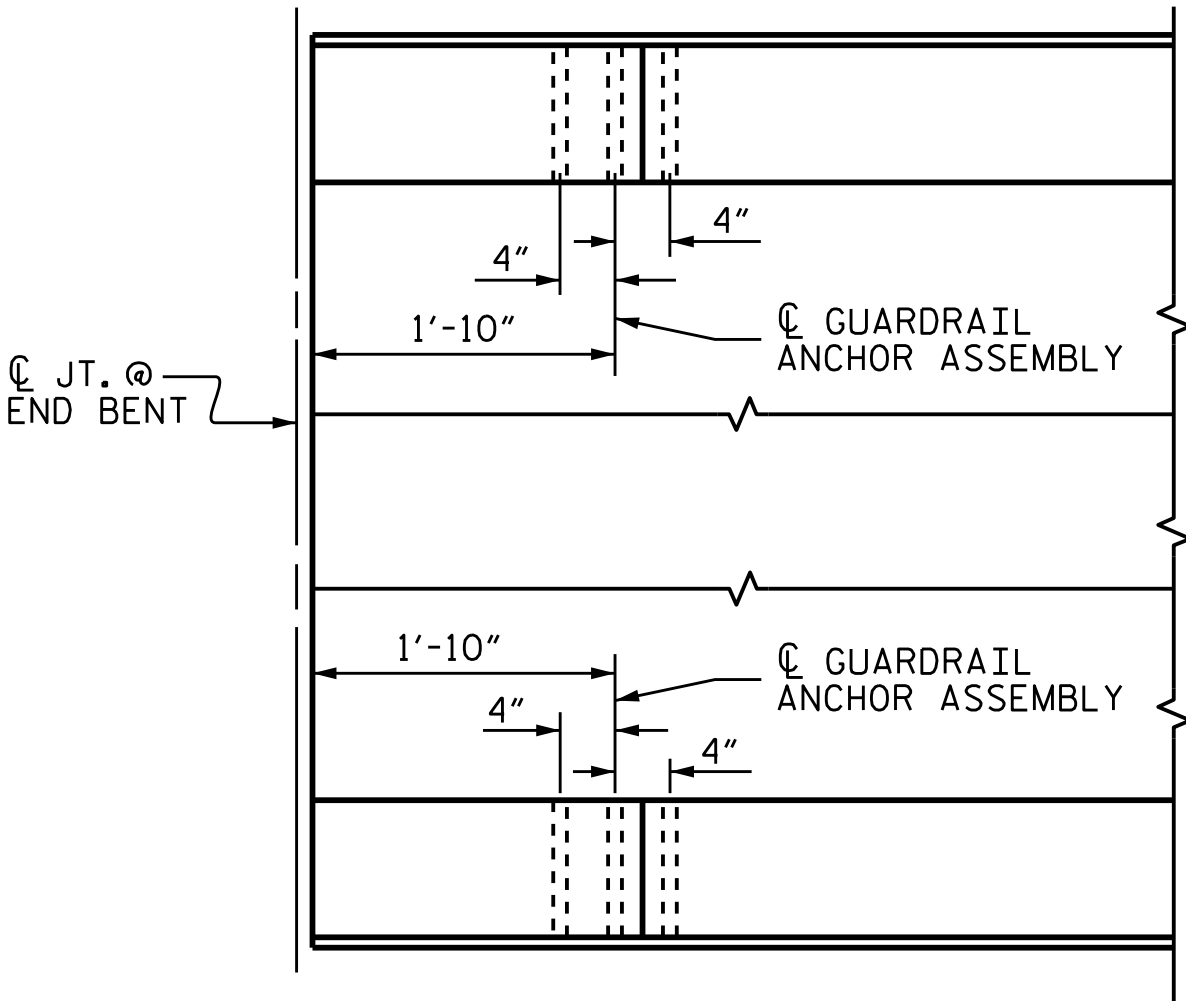 4"
4"
1'-10"
℄ GUARDRAIL
ANCHOR ASSEMBLY
℄ JT. @
END BENT
1'-10"
℄ GUARDRAIL
ANCHOR ASSEMBLY
4"
4"